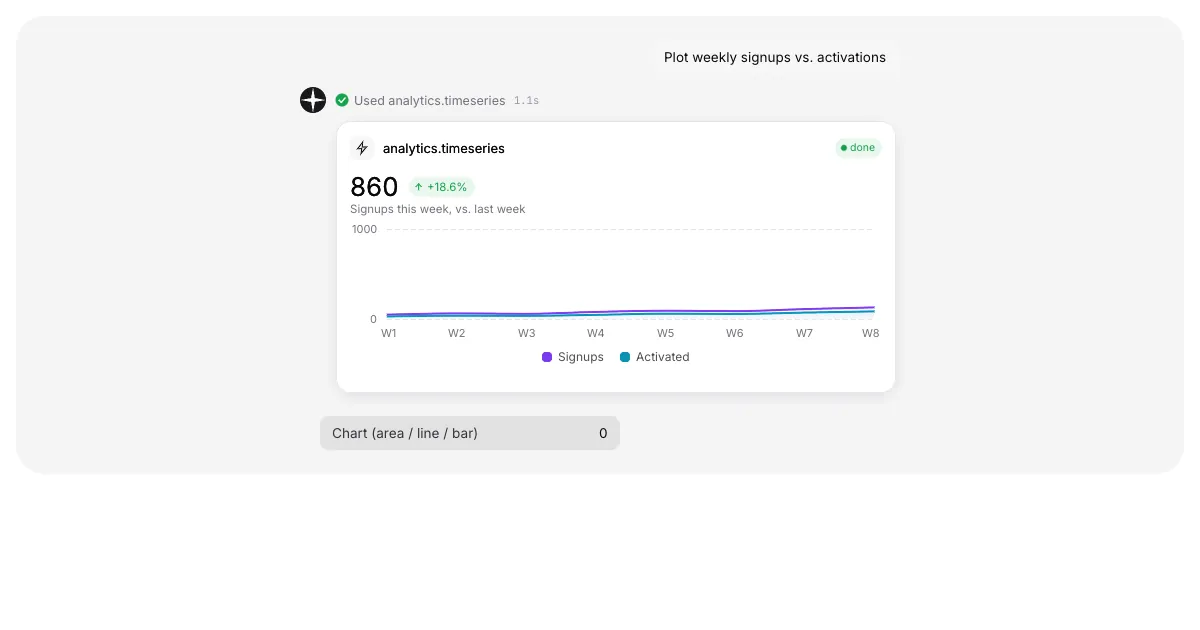 Plot weekly signups vs. activations
Used analytics.timeseries 1.1s
analytics.timeseries
done
860 +18.6%
Signups this week, vs. last week
1000
0
W1 W2 W3 W4 W5 W6 W7 W8
Signups Activated
Chart (area / line / bar) 0